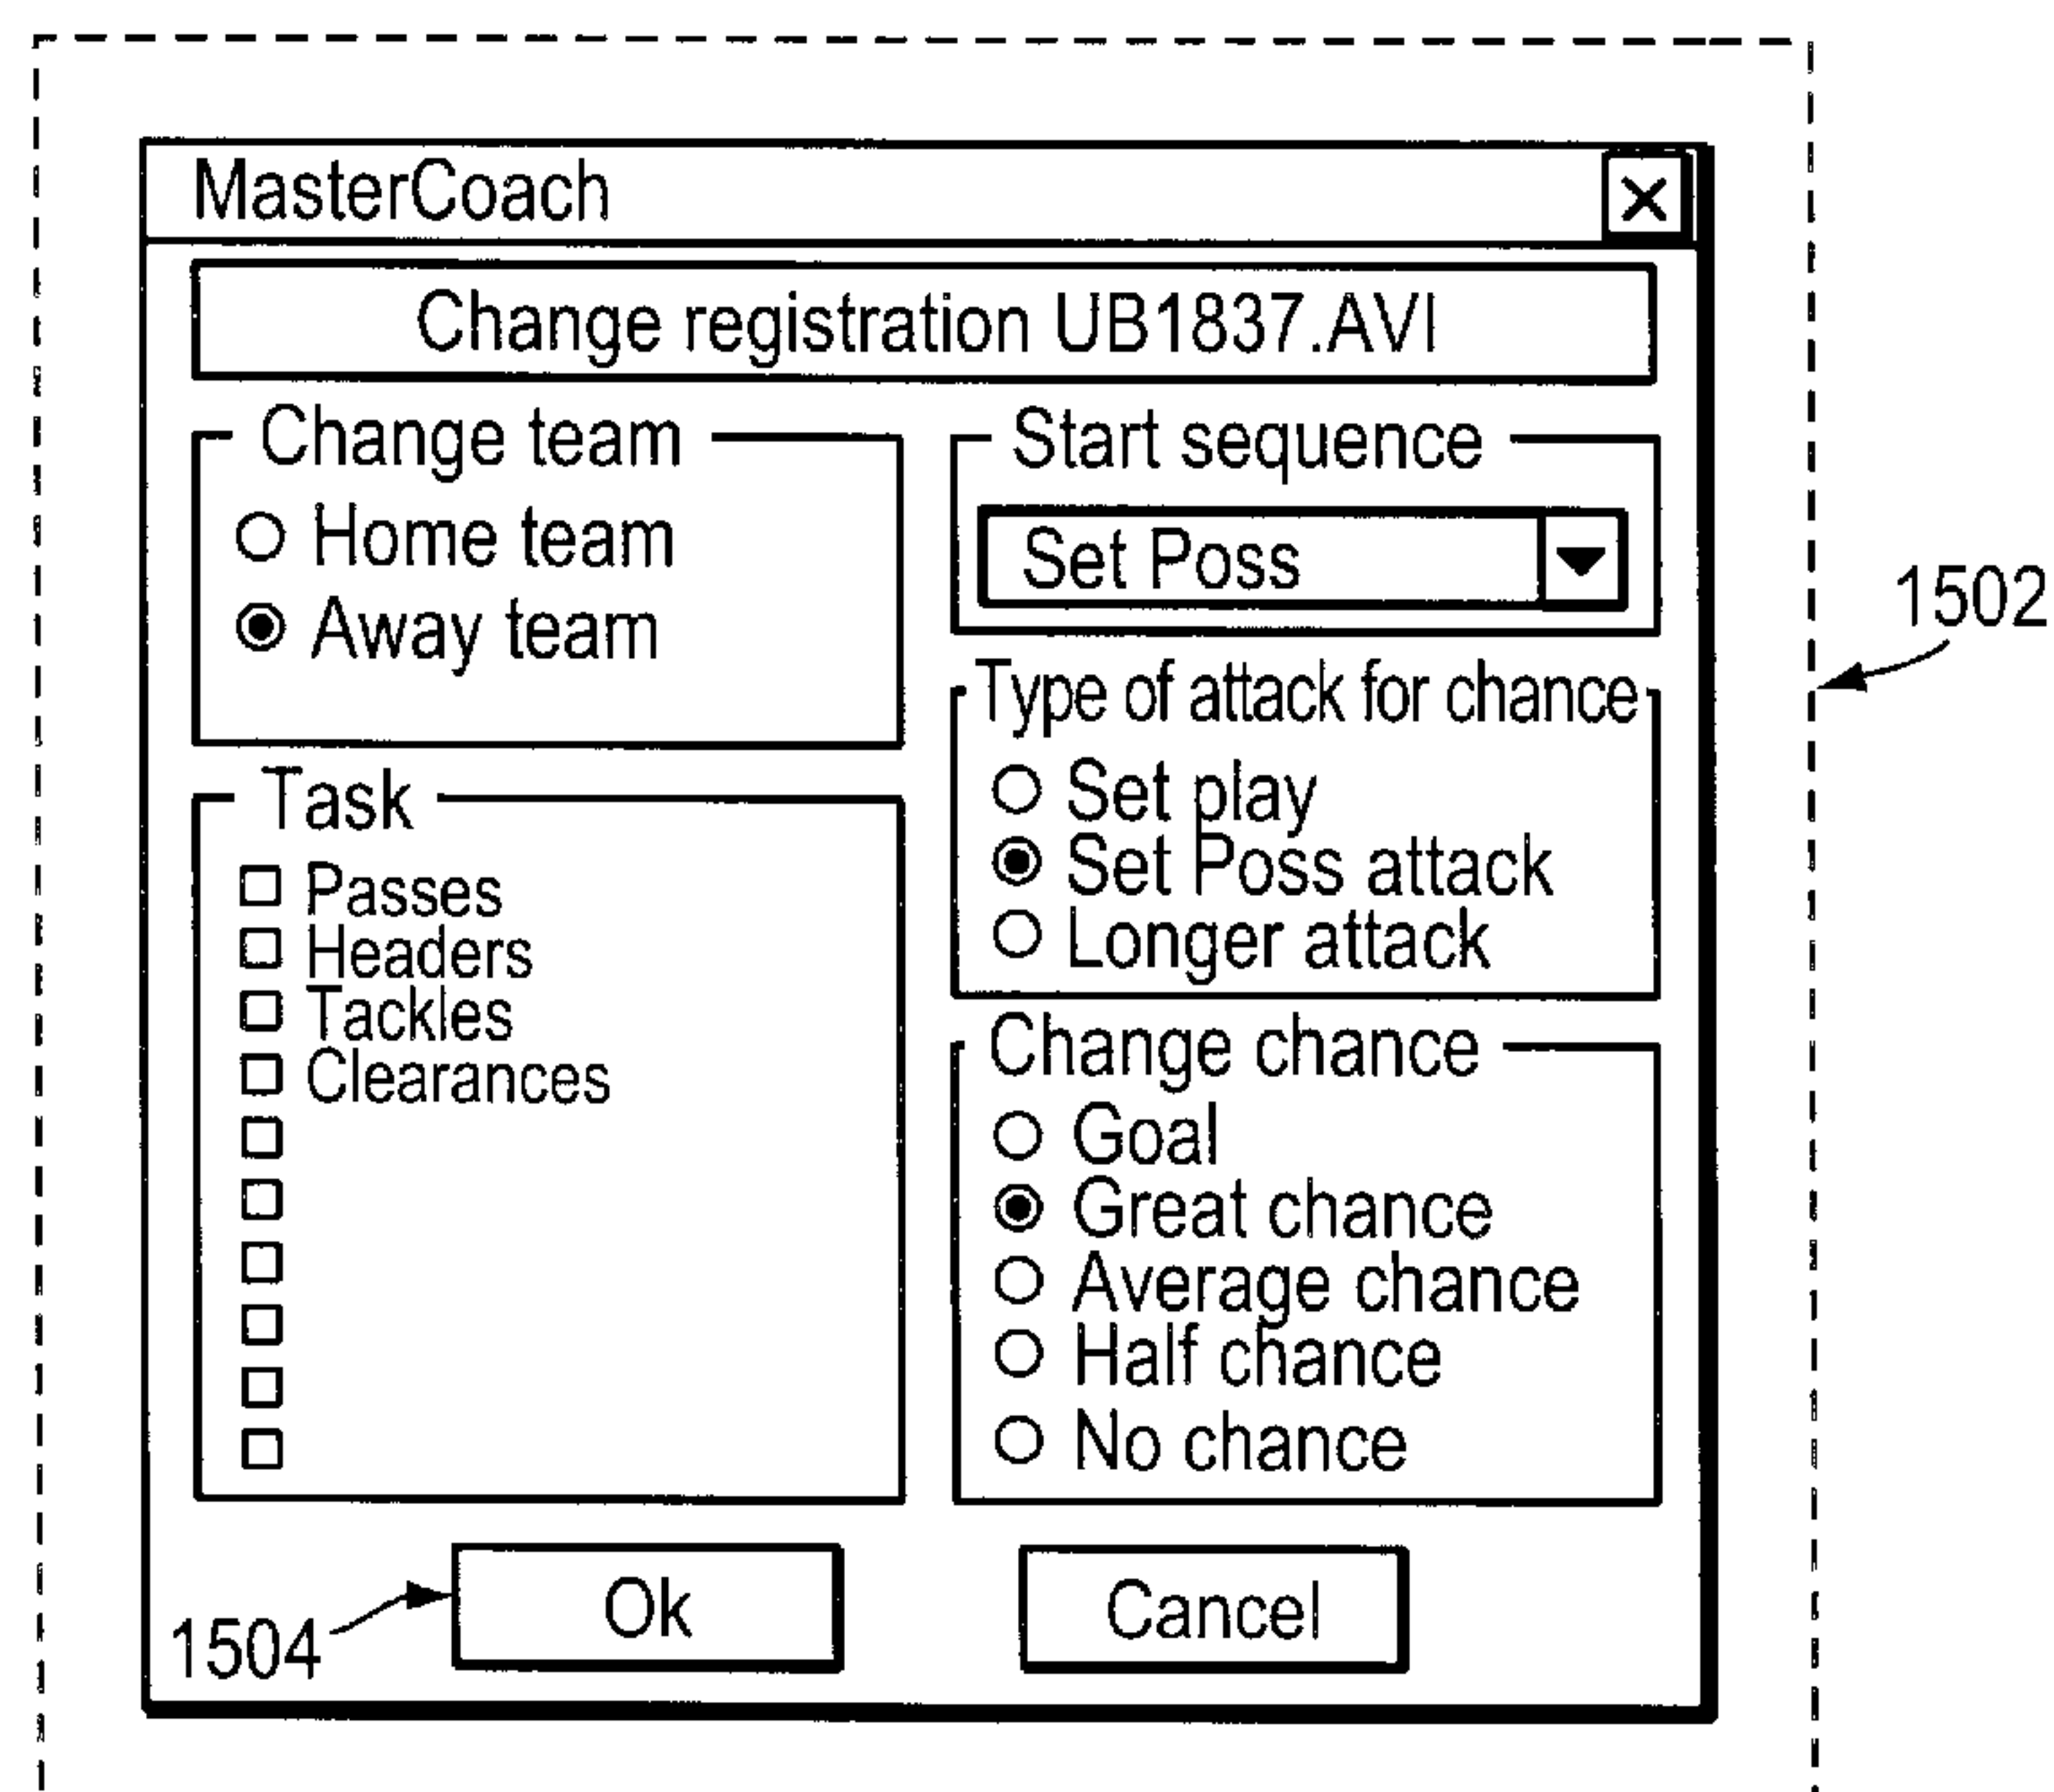 MasterCoach
Change registration UB1837.AVI
Change team
Home team
Away team
Task
Passes
Headers
Tackles
Clearances
Start sequence
Set Poss
Type of attack for chance
Set play
Set Poss attack
Longer attack
Change chance
Goal
Great chance
Average chance
Half chance
No chance
Ok
Cancel
1502
1504